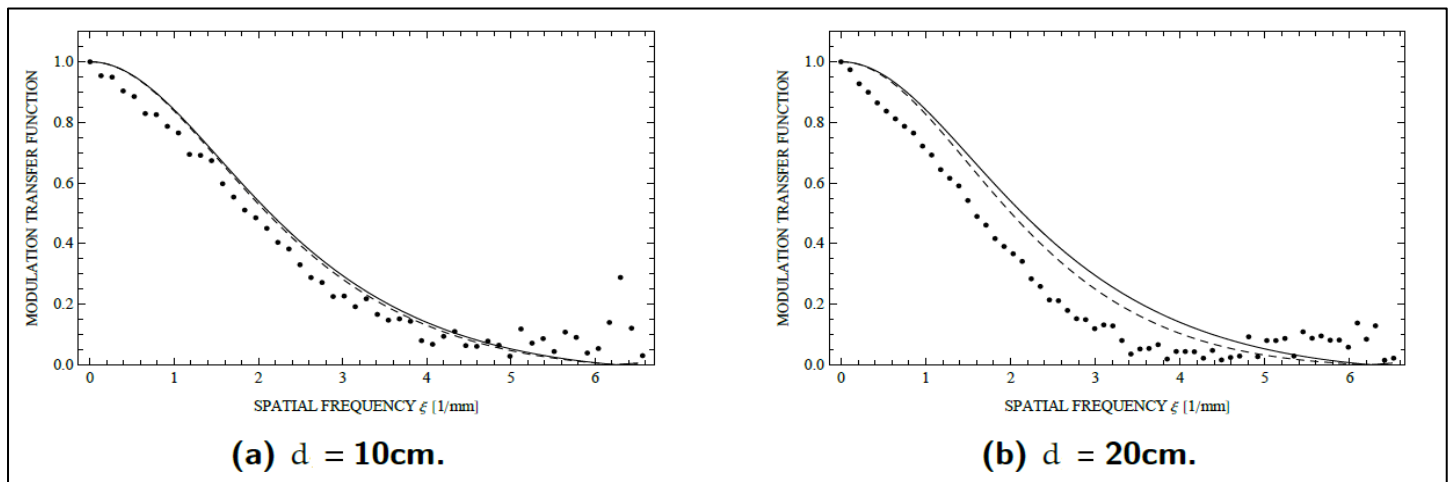 MODULATION TRANSFER FUNCTION
1.0
0.8
0.6
0.4
0.2
0.0
0 1 2 3 4 5 6
SPATIAL FREQUENCY ξ [1/mm]
(a) d = 10cm.
MODULATION TRANSFER FUNCTION
1.0
0.8
0.6
0.4
0.2
0.0
0 1 2 3 4 5 6
SPATIAL FREQUENCY ξ [1/mm]
(b) d = 20cm.